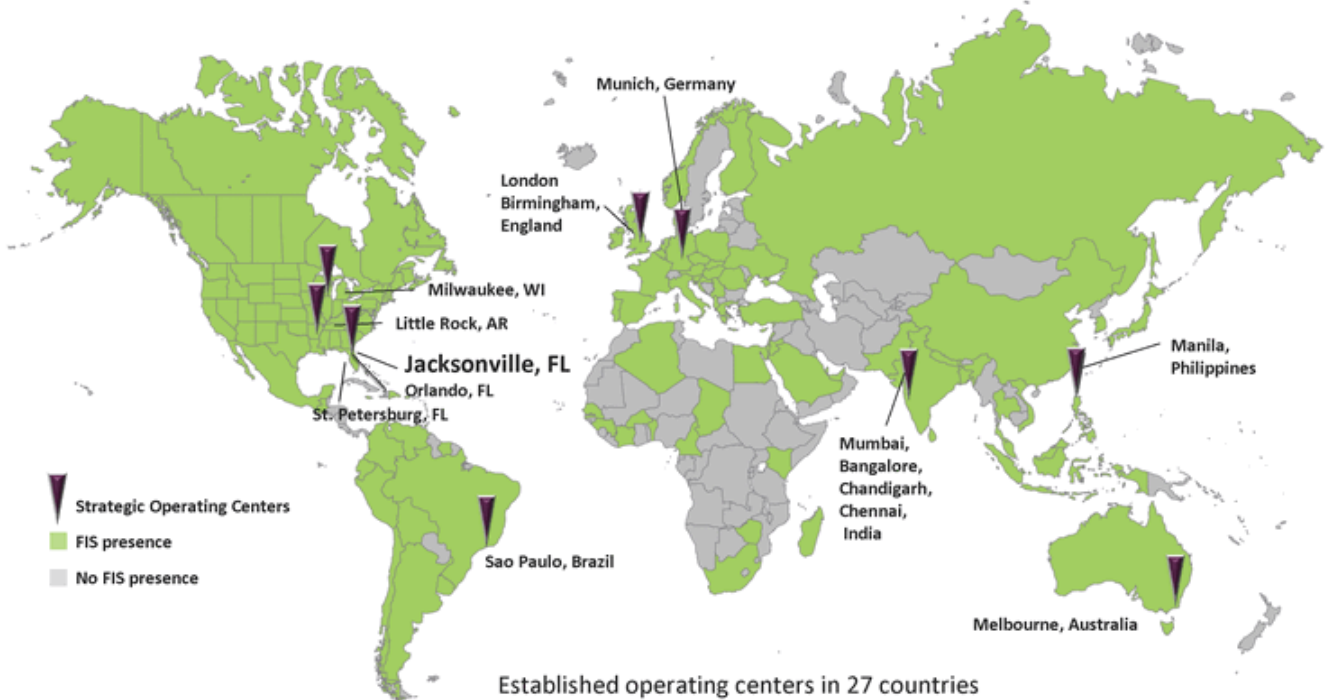 Munich, Germany
London
Birmingham,
England
Milwaukee, WI
Little Rock, AR
Jacksonville, FL
Orlando, FL
St. Petersburg, FL
Manila,
Philippines
Mumbai,
Bangalore,
Chandigarh,
Chennai,
India
Strategic Operating Centers
FIS presence
No FIS presence
Sao Paulo, Brazil
Melbourne, Australia
Established operating centers in 27 countries